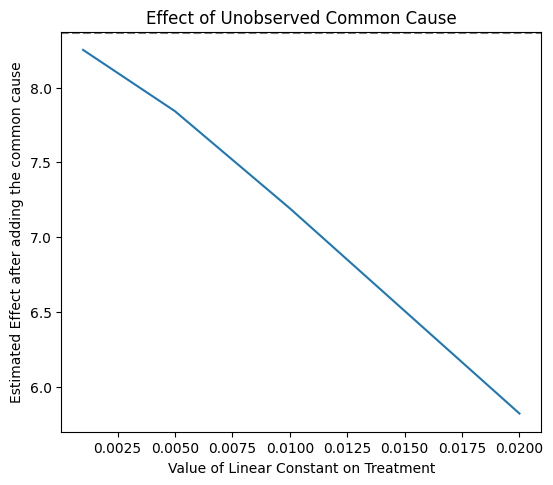 Effect of Unobserved Common Cause
Estimated Effect after adding the common cause
8.0
7.5
7.0
6.5
6.0
0.0025 0.0050 0.0075 0.0100 0.0125 0.0150 0.0175 0.0200
Value of Linear Constant on Treatment